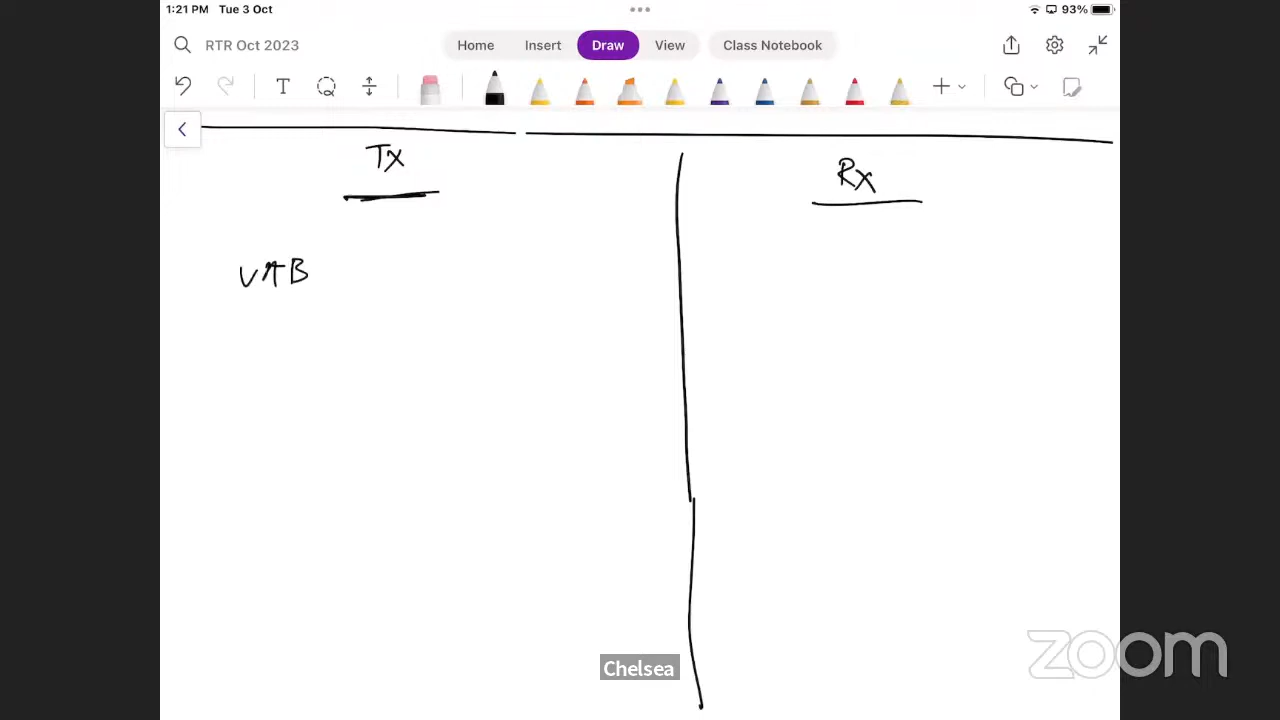 1:21 PM Tue 3 Oct
93%
RTR Oct 2023
Home Insert Draw View Class Notebook
T
Tx
Rx
Chelsea
zoom